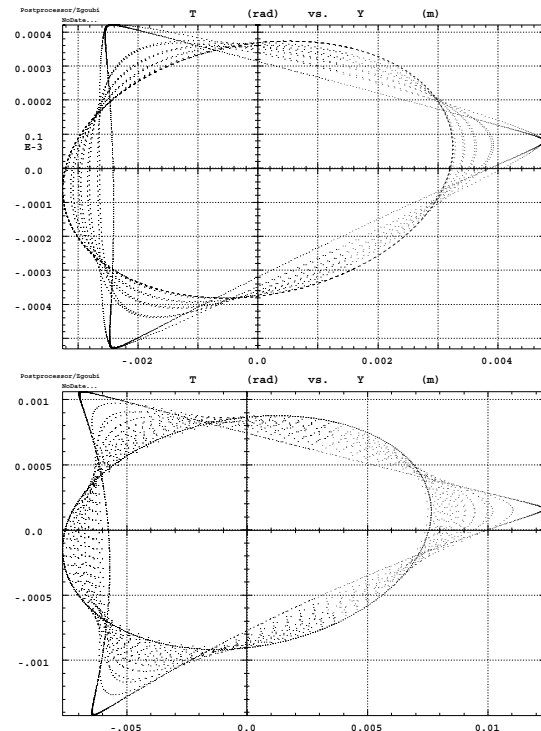 Postprocessor/Zgoubi
NoDate...
T (rad) vs. Y (m)
0.0004
0.0002
0.1
E-3
0.0
-.0001
-.0002
-.0003
-.0004
-.002 0.0 0.002 0.004
Postprocessor/Zgoubi
NoDate...
T (rad) vs. Y (m)
0.001
0.0005
0.0
-.0005
-.001
-.005 0.0 0.005 0.01